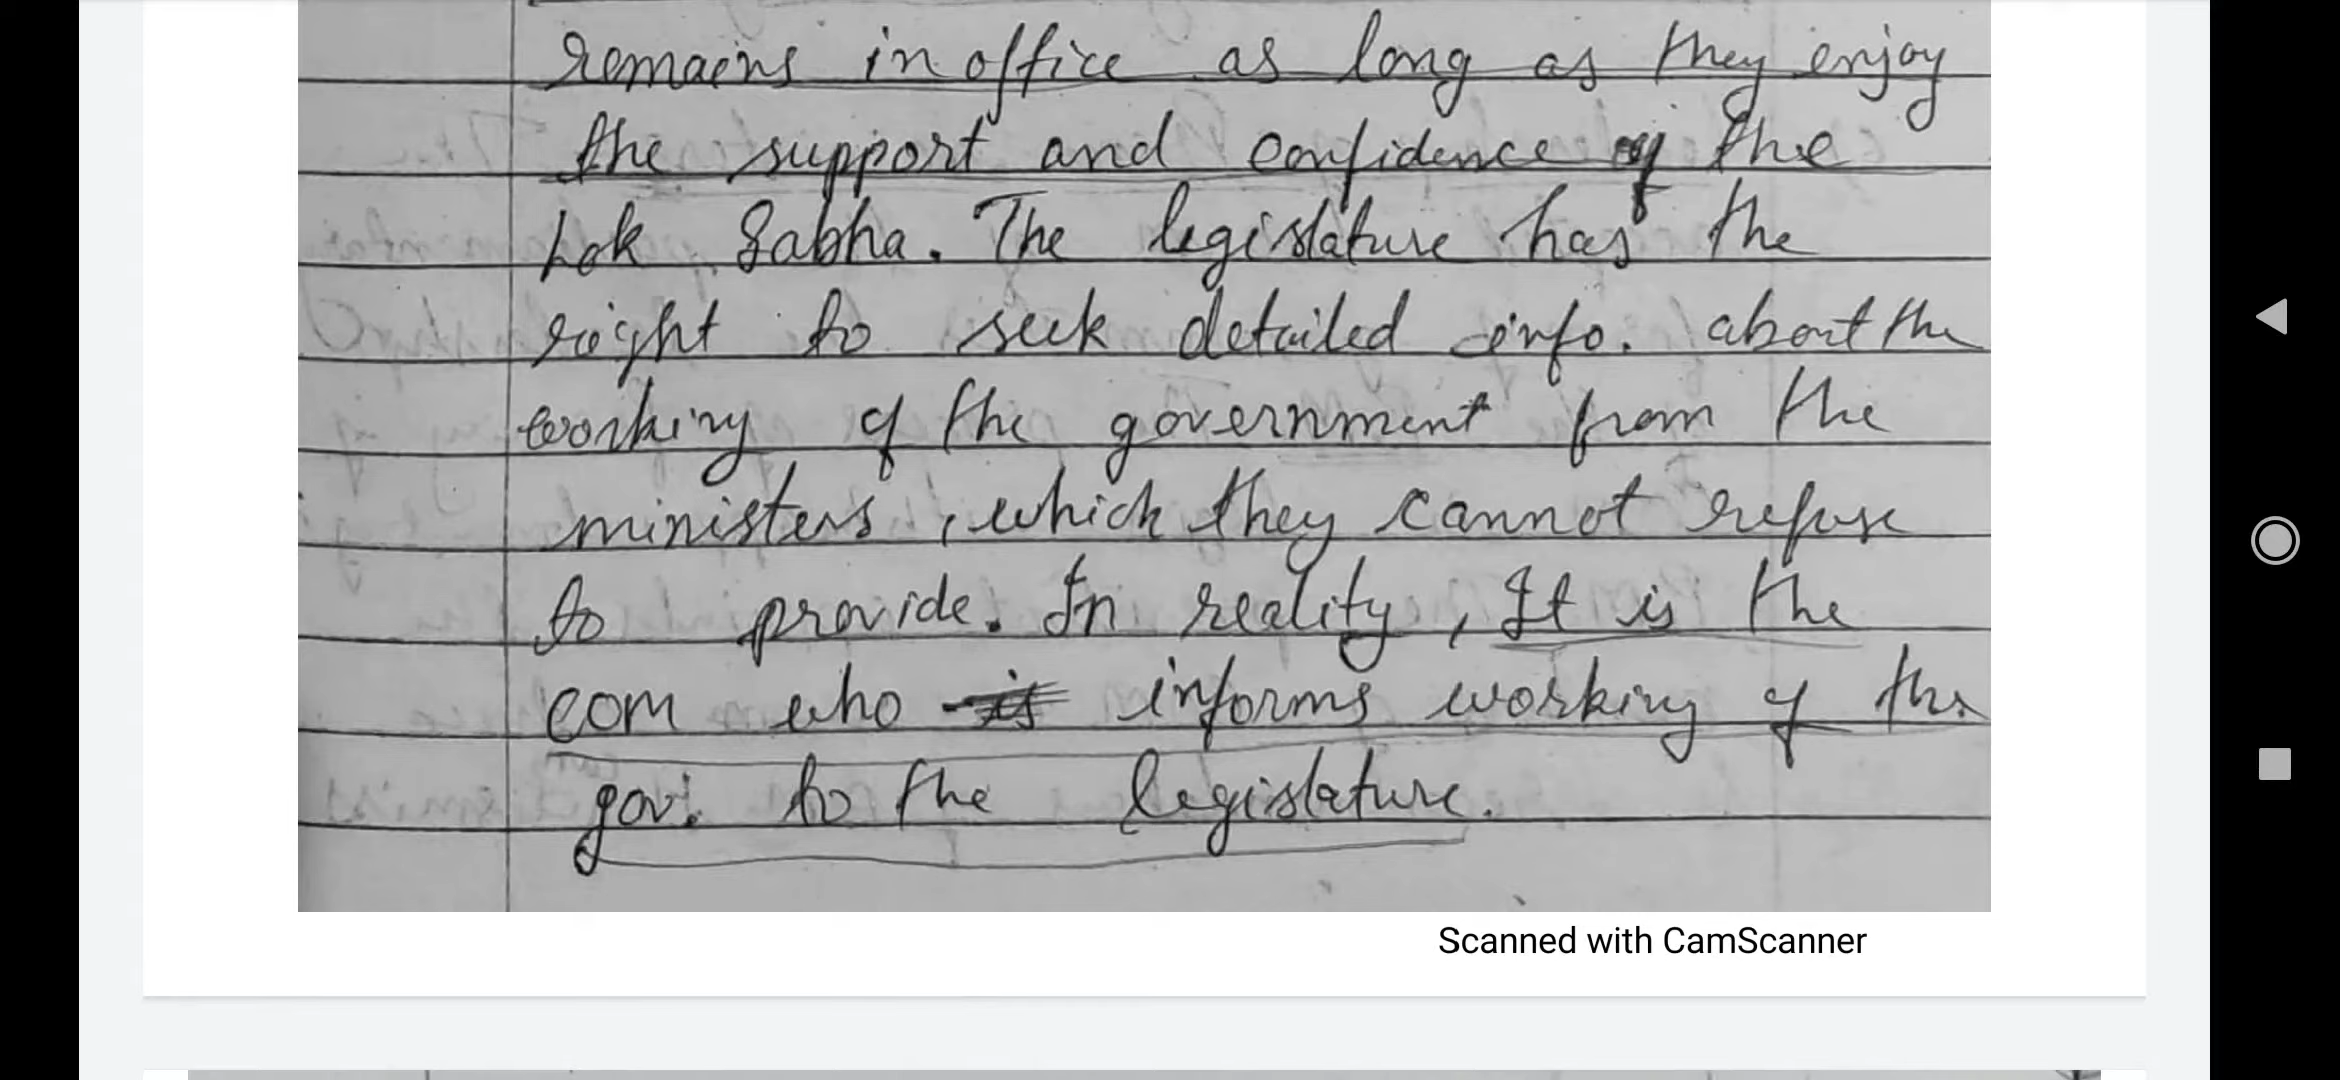 remains in office as long as they enjoy
the support and confidence of the
Lok Sabha. The legislature has the
right to seek detailed info. about the
working of the government from the
ministers, which they cannot refuse
to provide. In reality, It is the
COM who is informs working of the
gov. to the legislature.
Scanned with CamScanner